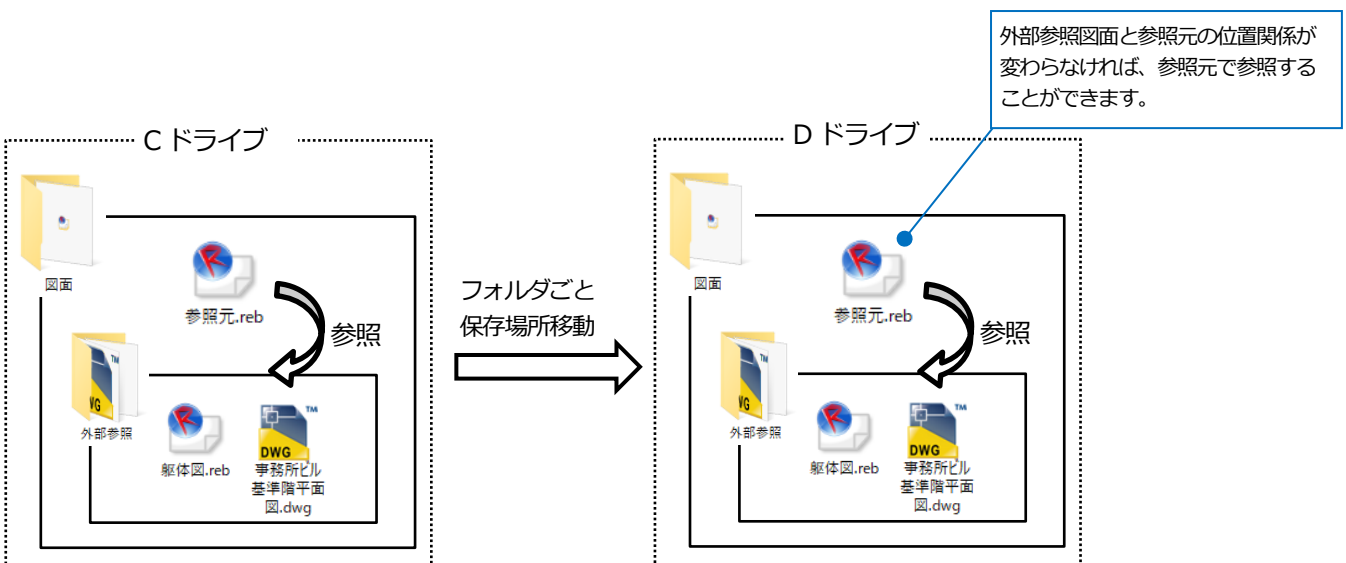 外部参照図面と参照元の位置関係が
変わらなければ、参照元で参照する
ことができます。
C ドライブ
図面
参照元.reb
参照
外部参照
躯体図.reb
DWG
事務所ビル
基準階平面
図.dwg
フォルダごと
保存場所移動
D ドライブ
図面
参照元.reb
参照
外部参照
躯体図.reb
DWG
事務所ビル
基準階平面
図.dwg